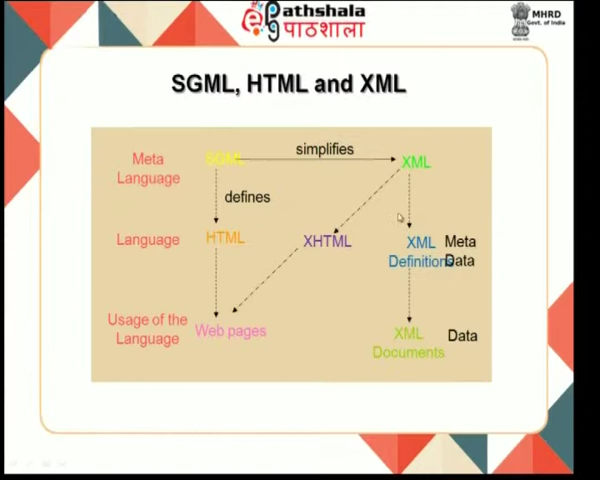 ePathshala
पाठशाला
MHRD
Govt. of India
SGML, HTML and XML
Meta
Language
SGML
simplifies
XML
defines
Language
HTML
XHTML
XML
Definitions
Meta
Data
Usage of the
Language
Web pages
XML
Documents
Data